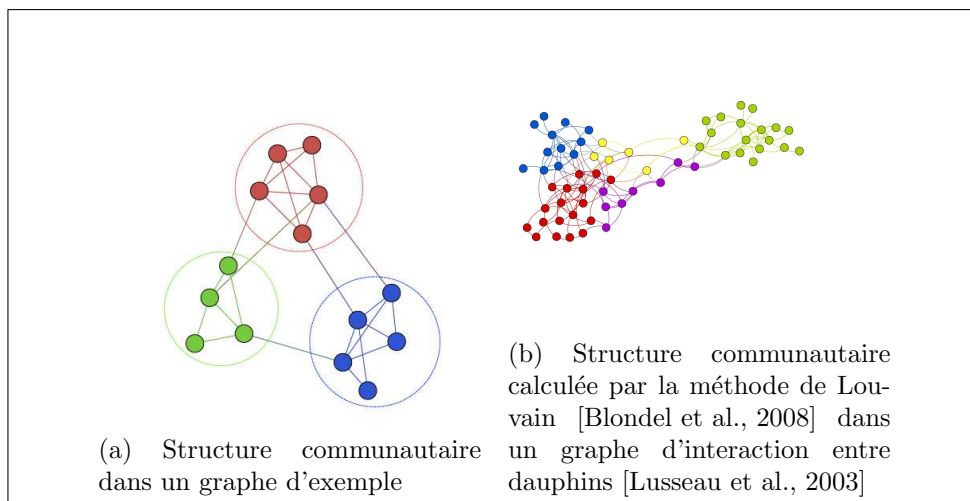 (a) Structure communautaire
dans un graphe d'exemple
(b) Structure communautaire
calculée par la méthode de Lou-
vain [Blondel et al., 2008] dans
un graphe d'interaction entre
dauphins [Lusseau et al., 2003]